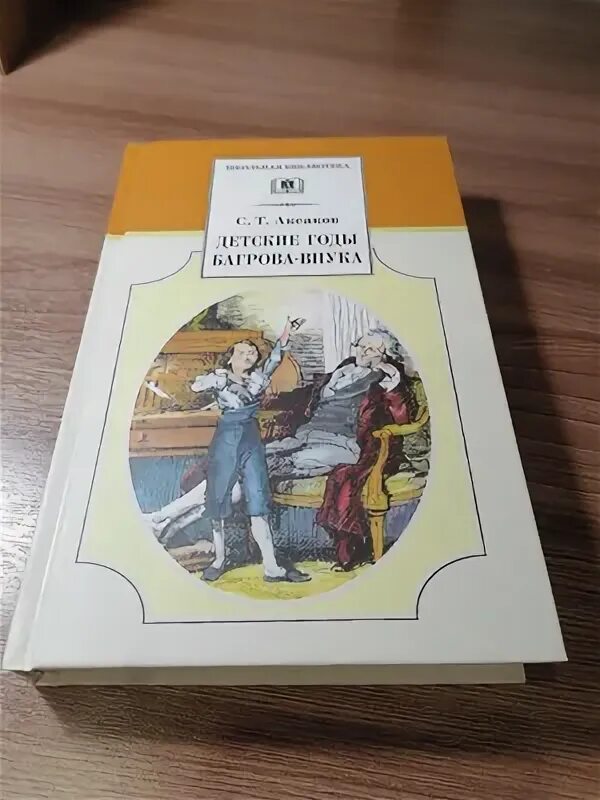 ШКОЛЬНАЯ БИБЛИОТЕКА
С. Т. Аксаков
ДЕТСКИЕ ГОДЫ
БАГРОВА-ВНУКА